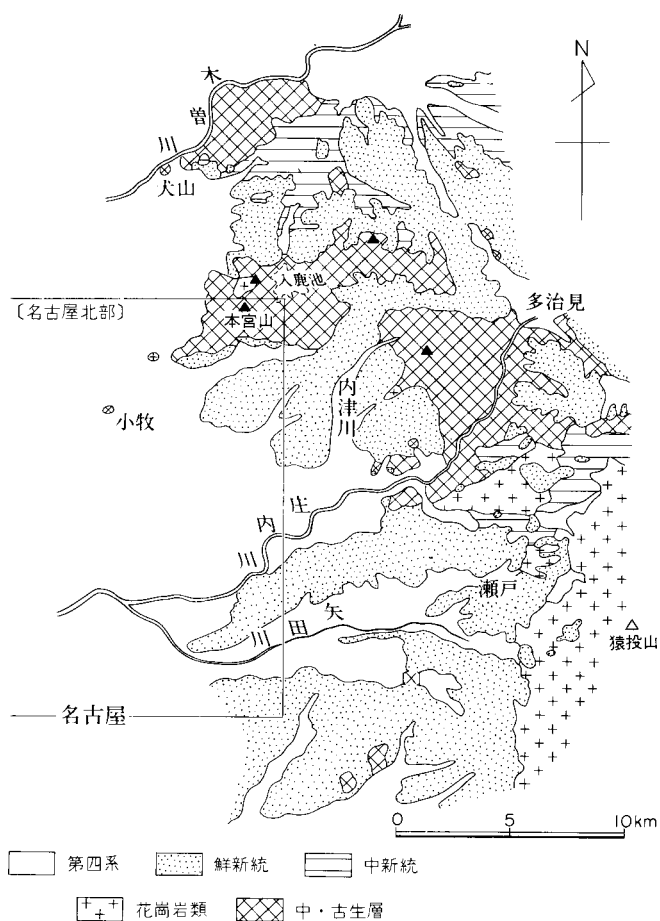 N
木
曽
川
犬山
入鹿池
多治見
〔名古屋北部〕
本宮山
内津川
小牧
庄
内
川
瀬戸
矢
田
川
猿投山
名古屋
0 5 10km
第四系 鮮新統 中新統
花崗岩類 中・古生層